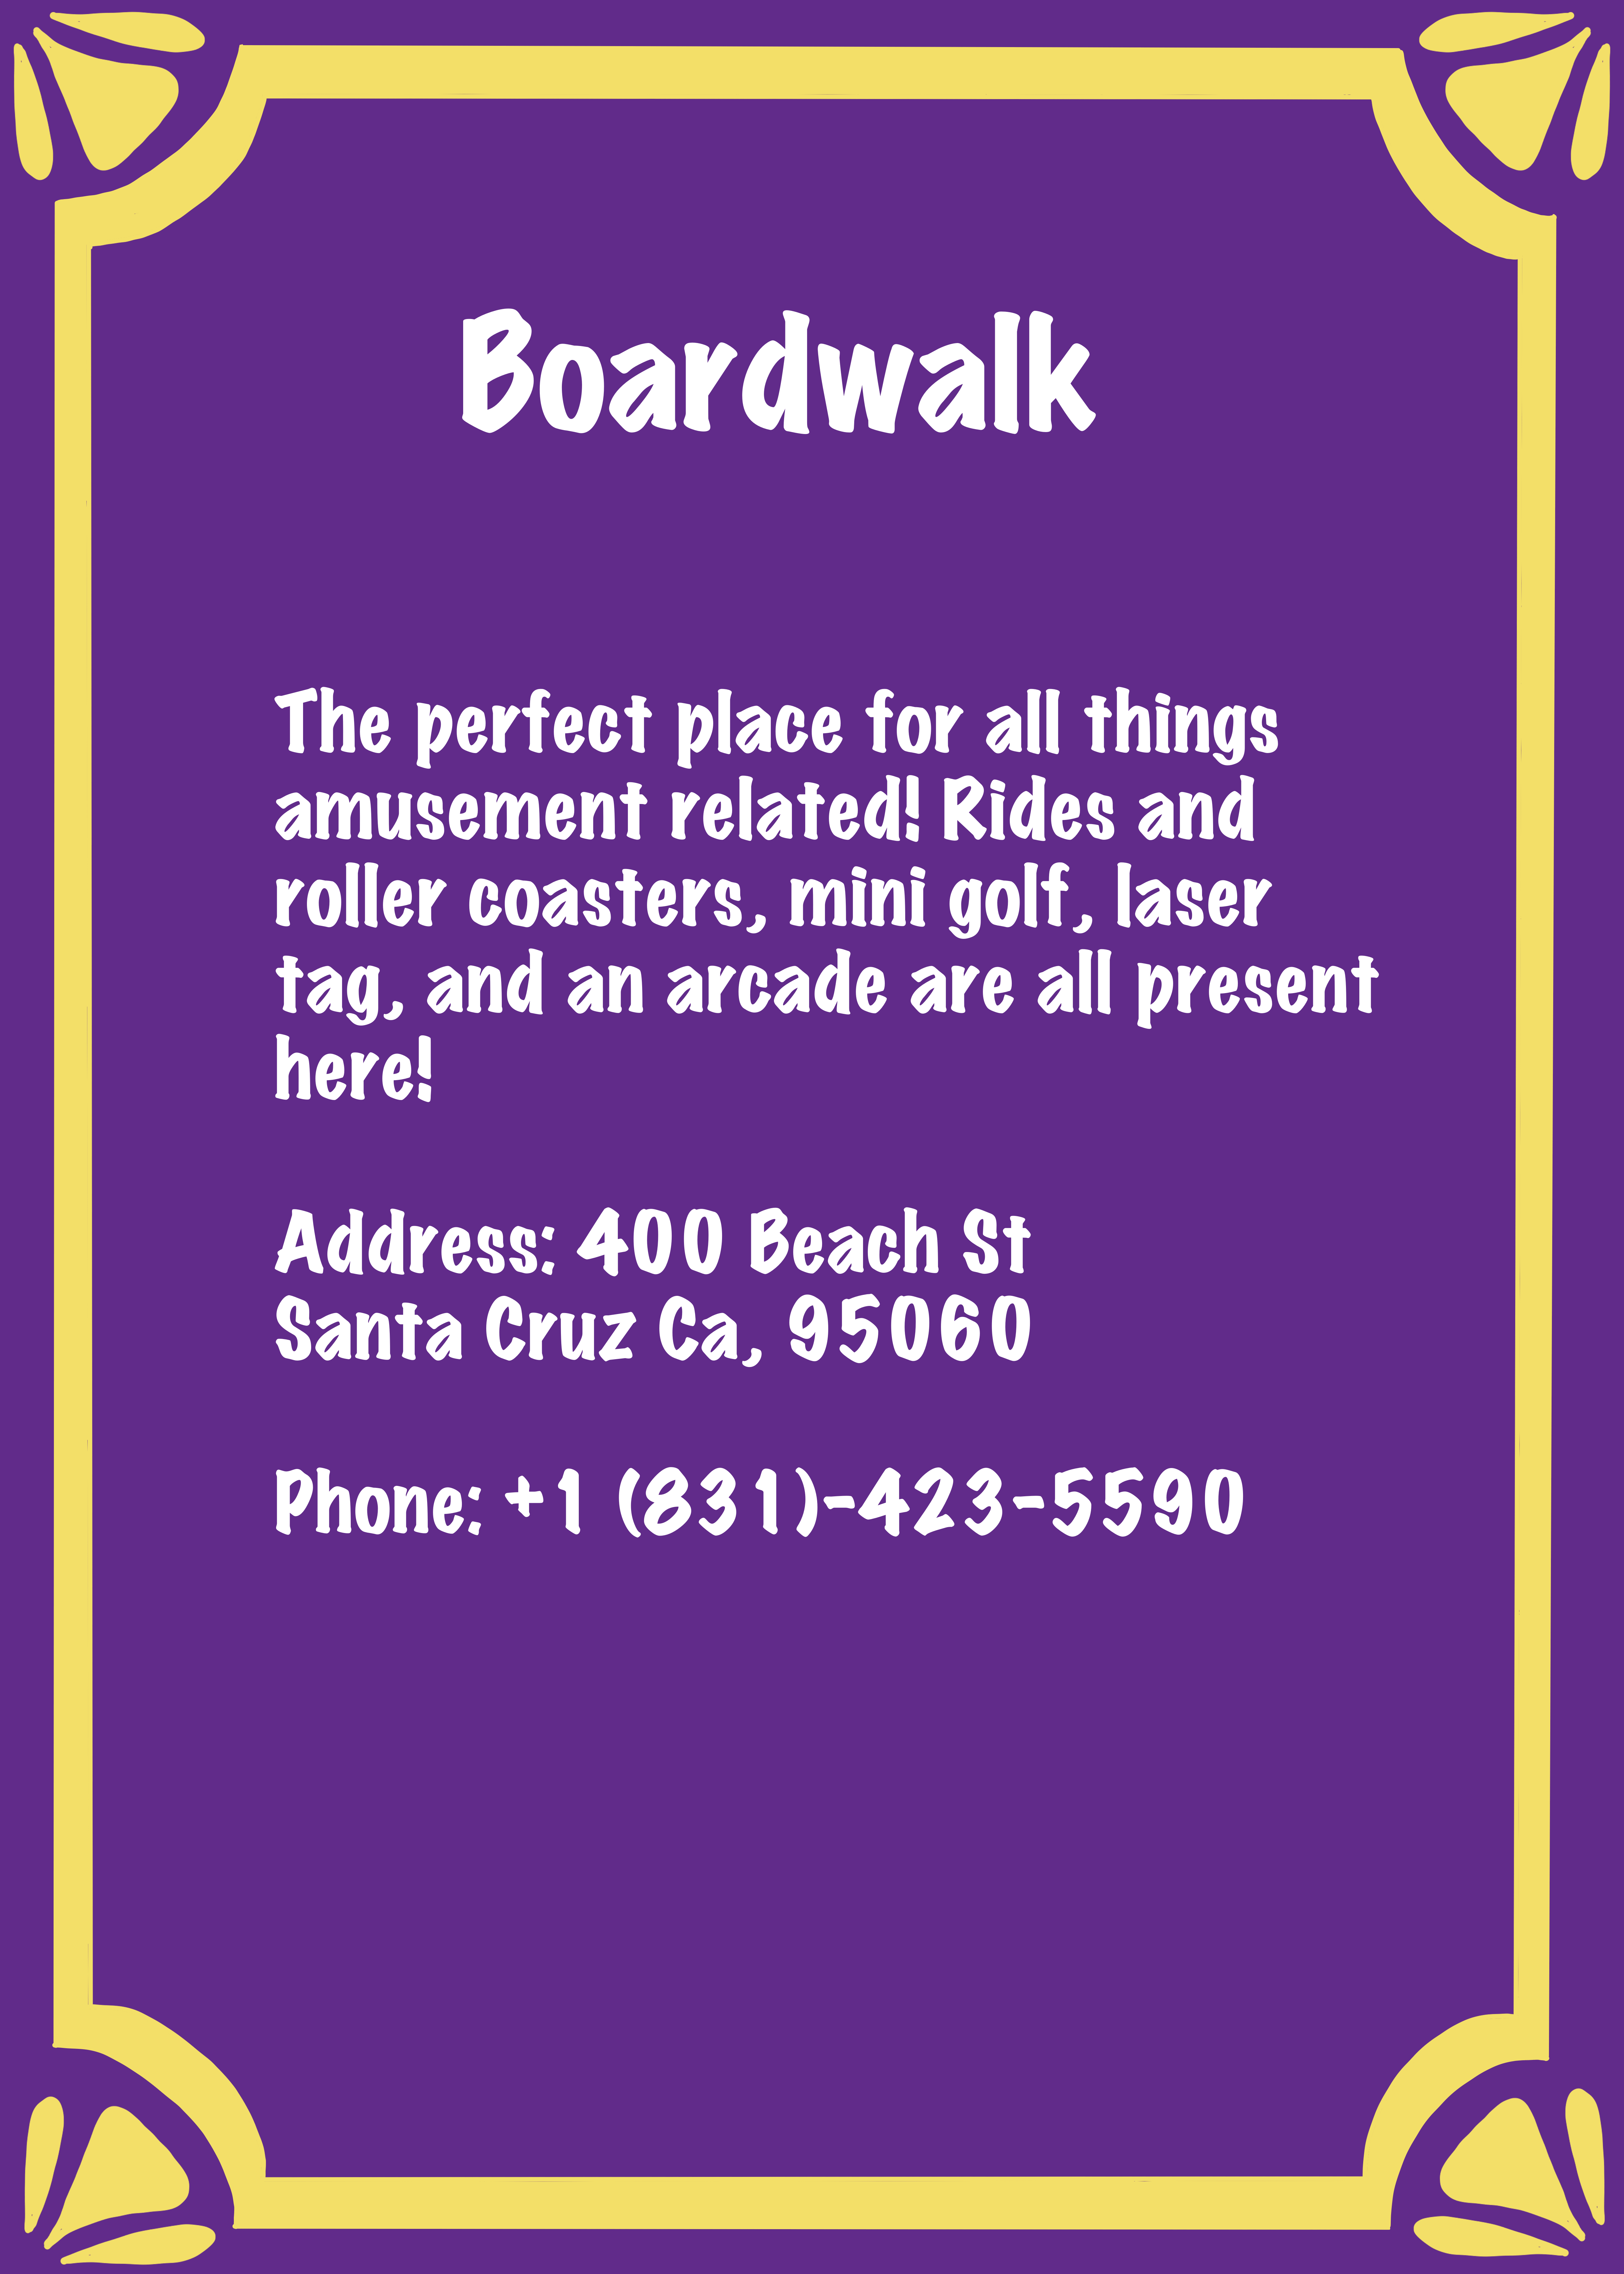 Boardwalk
The perfect place for all things
amusement related! Rides and
roller coasters, mini golf, laser
tag, and an arcade are all present
here!
Address: 400 Beach St
Santa Cruz Ca, 95060
Phone: +1 (831)-423-5590